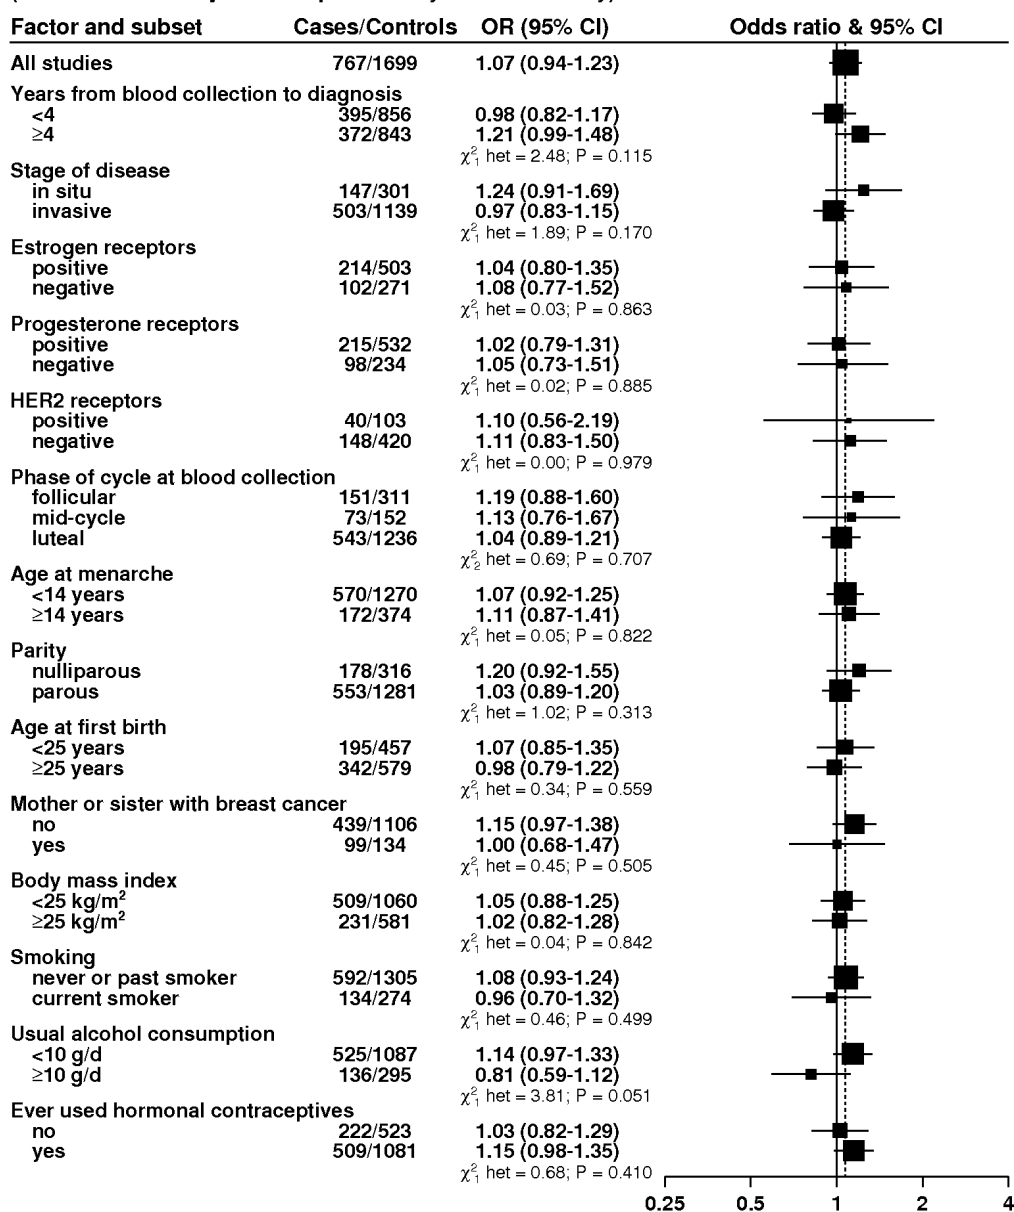 Factor and subset Cases/Controls OR (95% CI) Odds ratio & 95% CI
All studies 767/1699 1.07 (0.94-1.23)
Years from blood collection to diagnosis
<4 395/856 0.98 (0.82-1.17)
≥4 372/843 1.21 (0.99-1.48)
χ²₁ het = 2.48; P = 0.115
Stage of disease
in situ 147/301 1.24 (0.91-1.69)
invasive 503/1139 0.97 (0.83-1.15)
χ²₁ het = 1.89; P = 0.170
Estrogen receptors
positive 214/503 1.04 (0.80-1.35)
negative 102/271 1.08 (0.77-1.52)
χ²₁ het = 0.03; P = 0.863
Progesterone receptors
positive 215/532 1.02 (0.79-1.31)
negative 98/234 1.05 (0.73-1.51)
χ²₁ het = 0.02; P = 0.885
HER2 receptors
positive 40/103 1.10 (0.56-2.19)
negative 148/420 1.11 (0.83-1.50)
χ²₁ het = 0.00; P = 0.979
Phase of cycle at blood collection
follicular 151/311 1.19 (0.88-1.60)
mid-cycle 73/152 1.13 (0.76-1.67)
luteal 543/1236 1.04 (0.89-1.21)
χ²₂ het = 0.69; P = 0.707
Age at menarche
<14 years 570/1270 1.07 (0.92-1.25)
≥14 years 172/374 1.11 (0.87-1.41)
χ²₁ het = 0.05; P = 0.822
Parity
nulliparous 178/316 1.20 (0.92-1.55)
parous 553/1281 1.03 (0.89-1.20)
χ²₁ het = 1.02; P = 0.313
Age at first birth
<25 years 195/457 1.07 (0.85-1.35)
≥25 years 342/579 0.98 (0.79-1.22)
χ²₁ het = 0.34; P = 0.559
Mother or sister with breast cancer
no 439/1106 1.15 (0.97-1.38)
yes 99/134 1.00 (0.68-1.47)
χ²₁ het = 0.45; P = 0.505
Body mass index
<25 kg/m² 509/1060 1.05 (0.88-1.25)
≥25 kg/m² 231/581 1.02 (0.82-1.28)
χ²₁ het = 0.04; P = 0.842
Smoking
never or past smoker 592/1305 1.08 (0.93-1.24)
current smoker 134/274 0.96 (0.70-1.32)
χ²₁ het = 0.46; P = 0.499
Usual alcohol consumption
<10 g/d 525/1087 1.14 (0.97-1.33)
≥10 g/d 136/295 0.81 (0.59-1.12)
χ²₁ het = 3.81; P = 0.051
Ever used hormonal contraceptives
no 222/523 1.03 (0.82-1.29)
yes 509/1081 1.15 (0.98-1.35)
χ²₁ het = 0.68; P = 0.410
0.25 0.5 1 2 4